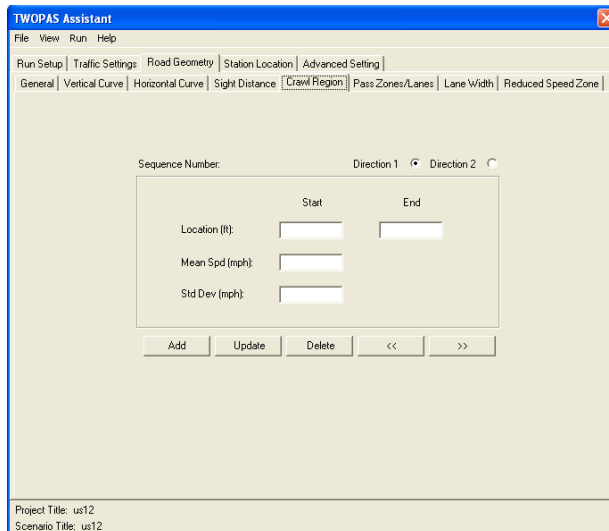 TWOPAS Assistant
File View Run Help
Run Setup Traffic Settings Road Geometry Station Location Advanced Setting
General Vertical Curve Horizontal Curve Sight Distance Crawl Region Pass Zones/Lanes Lane Width Reduced Speed Zone
Sequence Number: Direction 1 Direction 2
Start End
Location (ft):
Mean Spd (mph):
Std Dev (mph):
Add Update Delete << >>
Project Title: us12
Scenario Title: us12